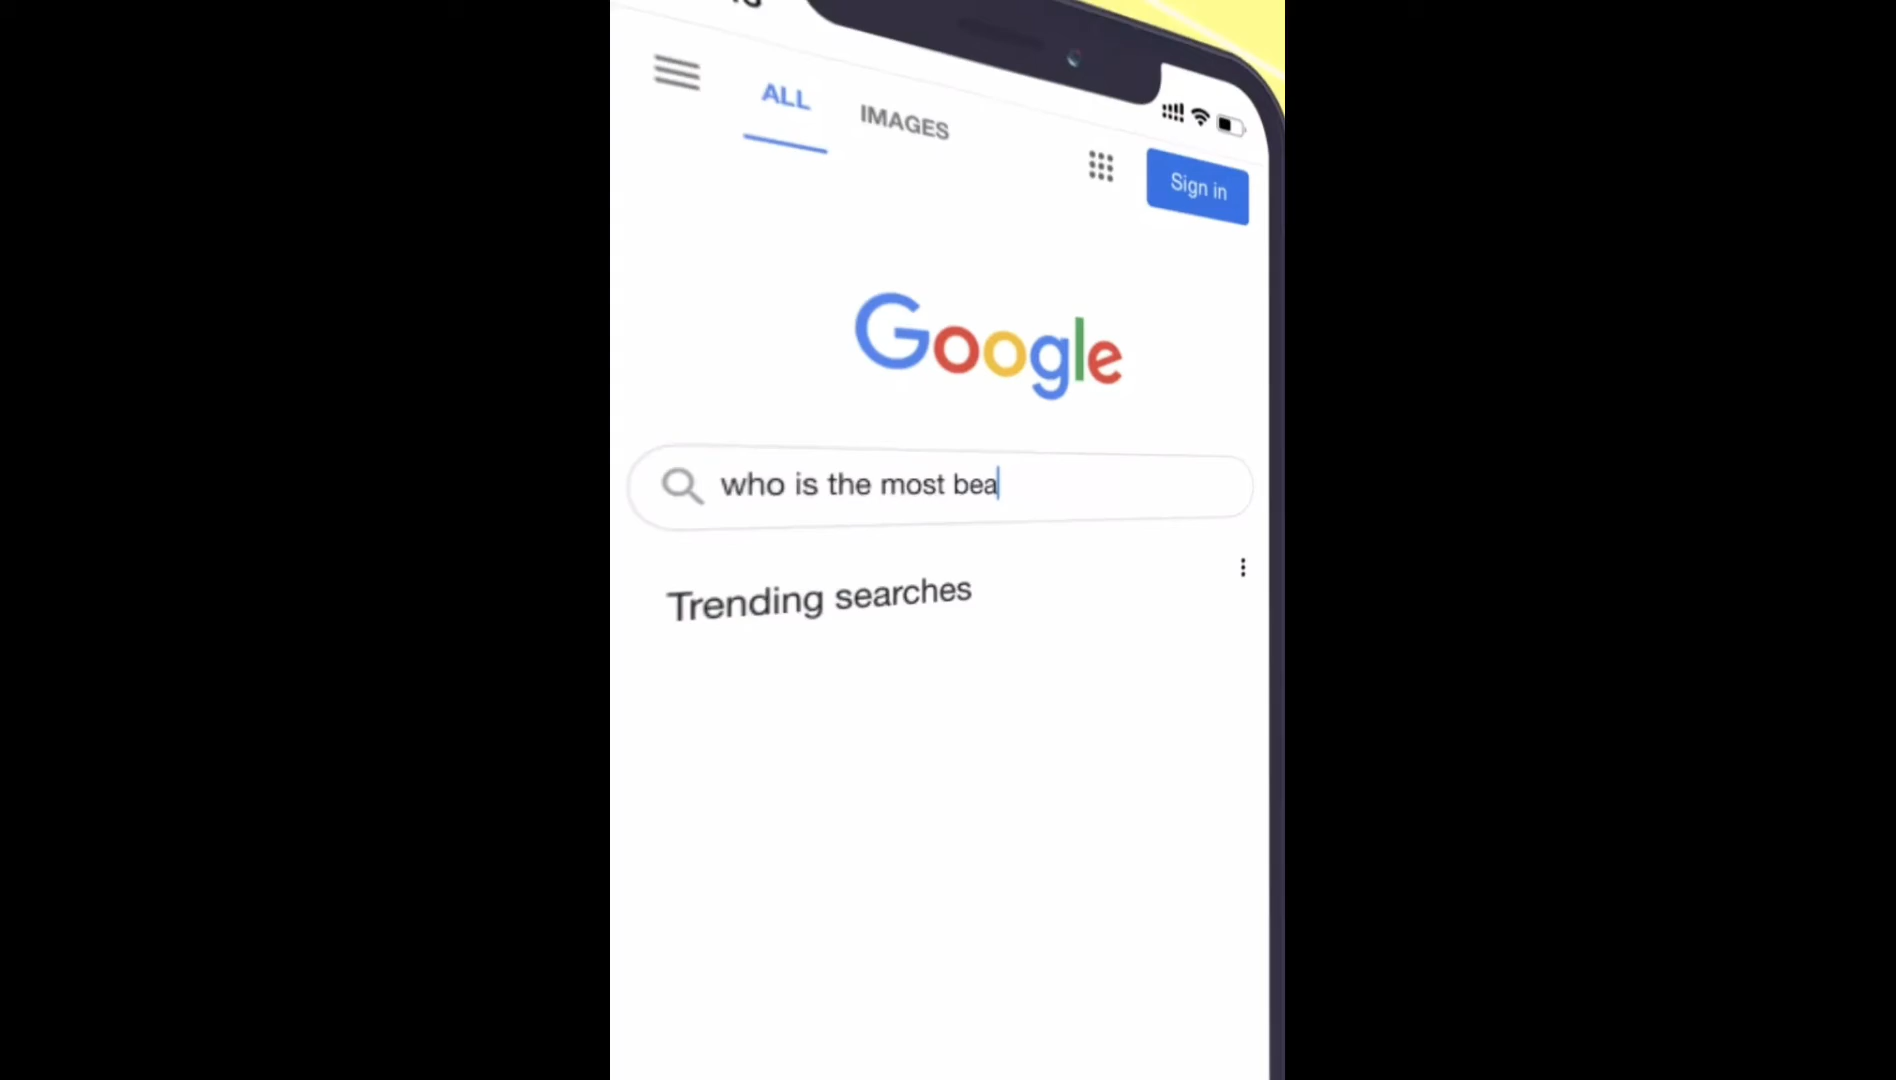 ALL IMAGES
Sign in
Google
who is the most bea
Trending searches